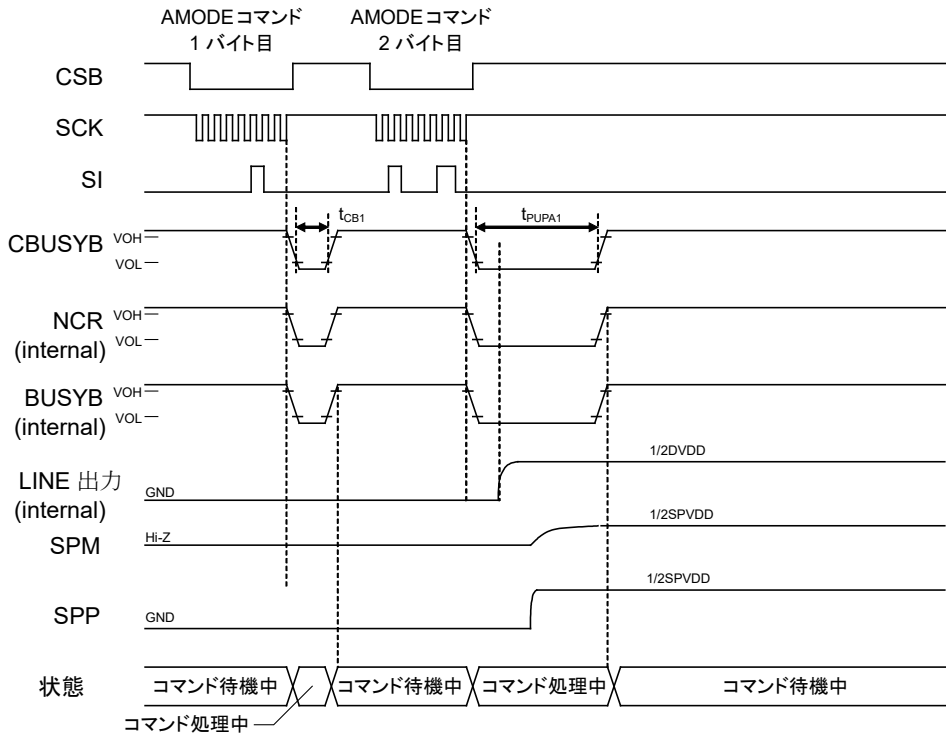 AMODEコマンド
1 バイト目
AMODEコマンド
2 バイト目
CSB
SCK
SI
tCB1
tPUPA1
CBUSYB
VOH
VOL
NCR
(internal)
VOH
VOL
BUSYB
(internal)
VOH
VOL
LINE 出力
(internal)
GND
1/2DVDD
SPM
Hi-Z
1/2SPVDD
SPP
GND
1/2SPVDD
状態
コマンド待機中
コマンド待機中
コマンド処理中
コマンド待機中
コマンド処理中